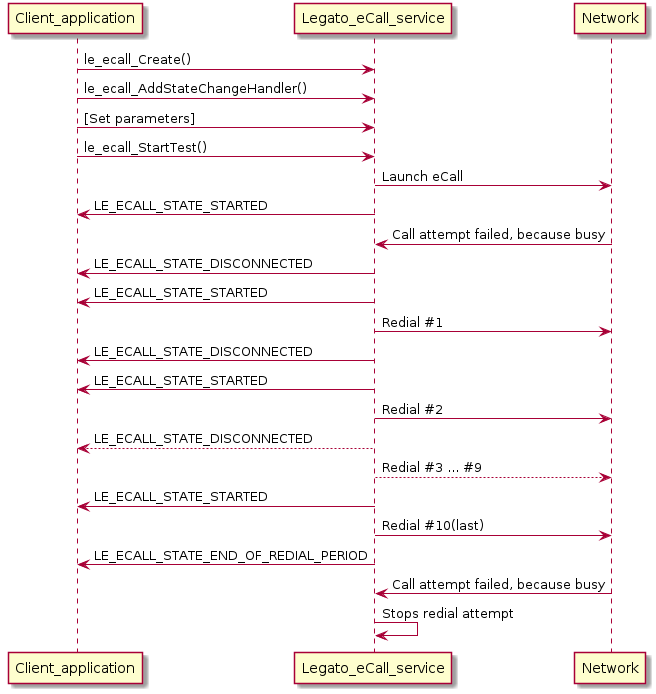 Client_application
Legato_eCall_service
Network
le_ecall_Create()
le_ecall_AddStateChangeHandler()
[Set parameters]
le_ecall_StartTest()
Launch eCall
LE_ECALL_STATE_STARTED
Call attempt failed, because busy
LE_ECALL_STATE_DISCONNECTED
LE_ECALL_STATE_STARTED
Redial #1
LE_ECALL_STATE_DISCONNECTED
LE_ECALL_STATE_STARTED
Redial #2
LE_ECALL_STATE_DISCONNECTED
Redial #3 ... #9
LE_ECALL_STATE_STARTED
Redial #10(last)
LE_ECALL_STATE_END_OF_REDIAL_PERIOD
Call attempt failed, because busy
Stops redial attempt
Client_application
Legato_eCall_service
Network